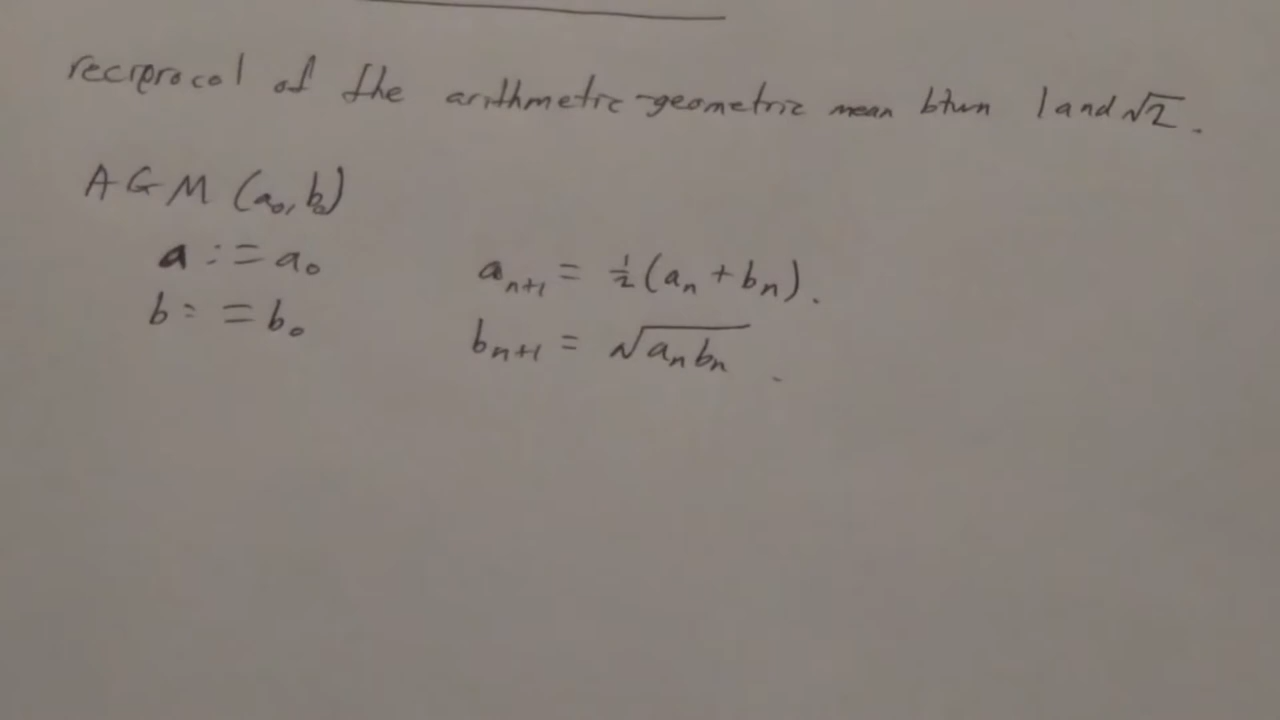 reciprocol of the arithmetic-geometric mean btwn 1 and √2.
AGM (a₀, b₀)
a := a₀
b := b₀
aₙ₊₁ = ½(aₙ + bₙ).
bₙ₊₁ = √aₙbₙ .